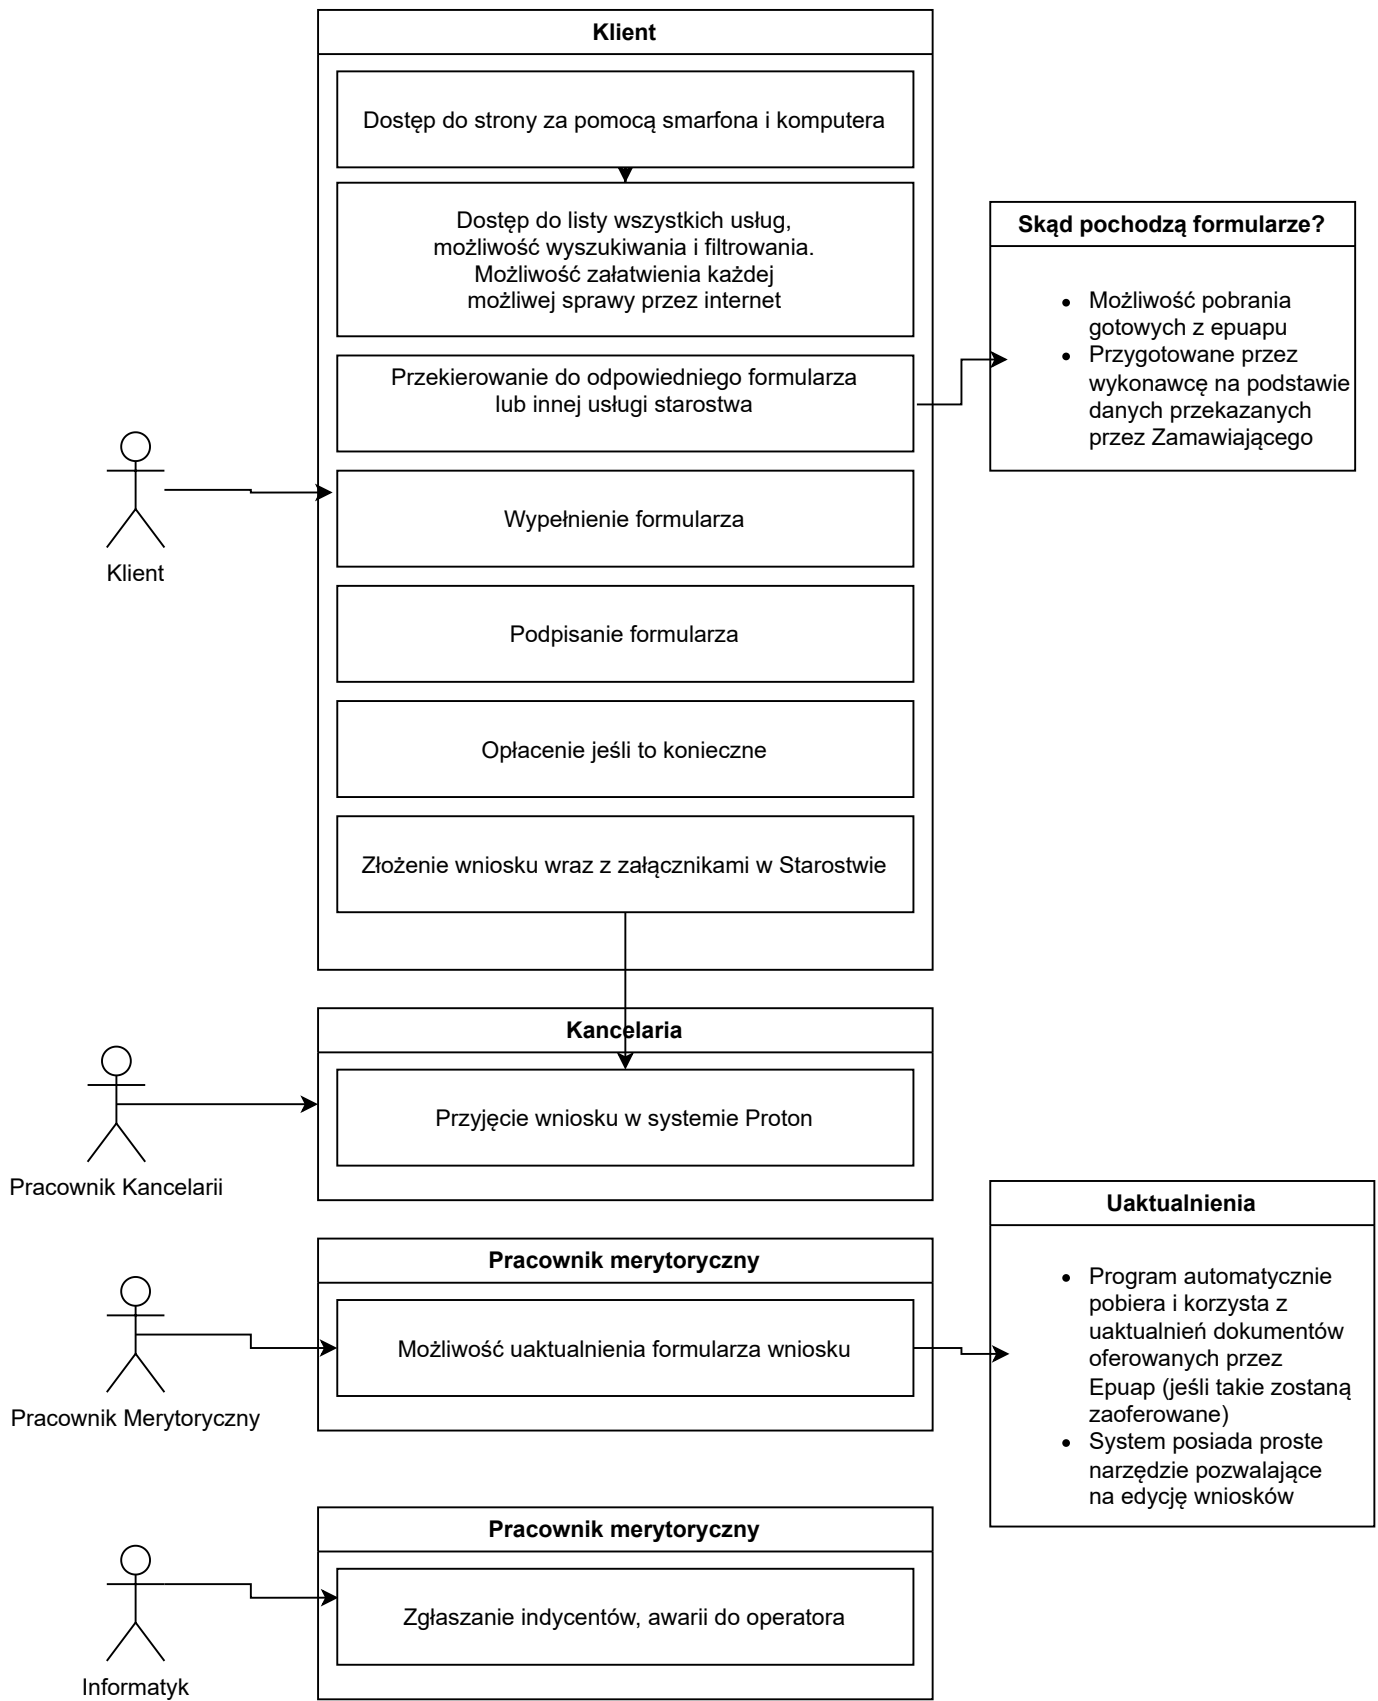 Klient
Dostęp do strony za pomocą smarfona i komputera
Dostęp do listy wszystkich usług,
możliwość wyszukiwania i filtrowania.
Możliwość załatwienia każdej
możliwej sprawy przez internet
Przekierowanie do odpowiedniego formularza
lub innej usługi starostwa
Skąd pochodzą formularze?
• Możliwość pobrania
gotowych z epuapu
• Przygotowane przez
wykonawcę na podstawie
danych przekazanych
przez Zamawiającego
Wypełnienie formularza
Klient
Podpisanie formularza
Opłacenie jeśli to konieczne
Złożenie wniosku wraz z załącznikami w Starostwie
Kancelaria
Przyjęcie wniosku w systemie Proton
Pracownik Kancelarii
Pracownik merytoryczny
Możliwość uaktualnienia formularza wniosku
Pracownik Merytoryczny
Uaktualnienia
• Program automatycznie
pobiera i korzysta z
uaktualnień dokumentów
oferowanych przez
Epuap (jeśli takie zostaną
zaoferowane)
• System posiada proste
narzędzie pozwalające
na edycję wniosków
Pracownik merytoryczny
Zgłaszanie indycentów, awarii do operatora
Informatyk